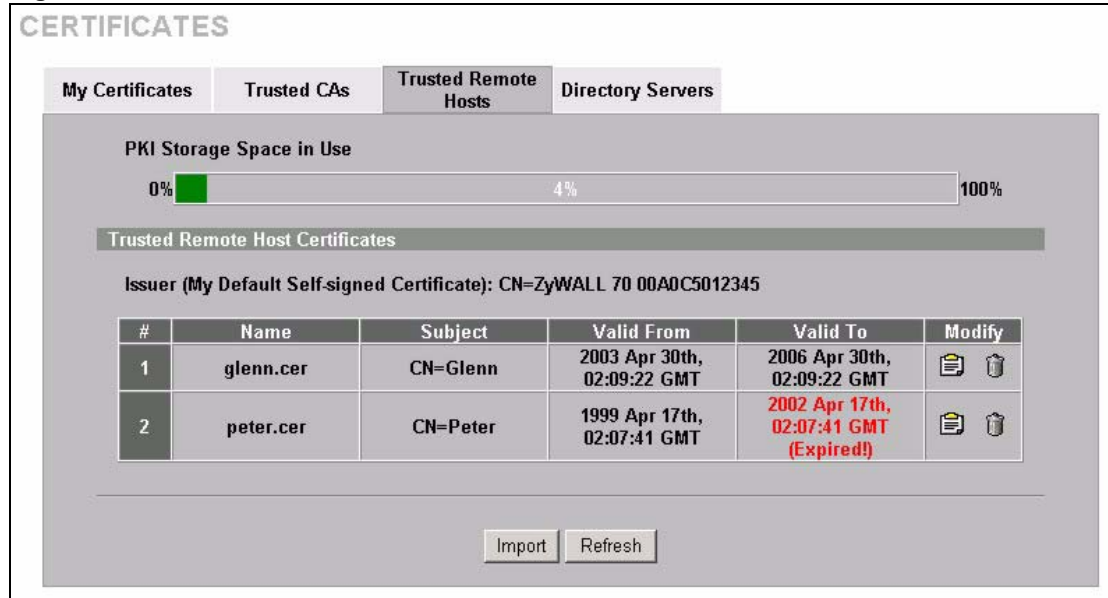 CERTIFICATES
My Certificates
Trusted CAs
Trusted Remote
Hosts
Directory Servers
PKI Storage Space in Use
0% 4% 100%
Trusted Remote Host Certificates
Issuer (My Default Self-signed Certificate): CN=ZyWALL 70 00A0C5012345
# Name Subject Valid From Valid To Modify
1 glenn.cer CN=Glenn 2003 Apr 30th, 2006 Apr 30th,
02:09:22 GMT 02:09:22 GMT
2 peter.cer CN=Peter 1999 Apr 17th, 2002 Apr 17th,
02:07:41 GMT 02:07:41 GMT
(Expired!)
Import Refresh